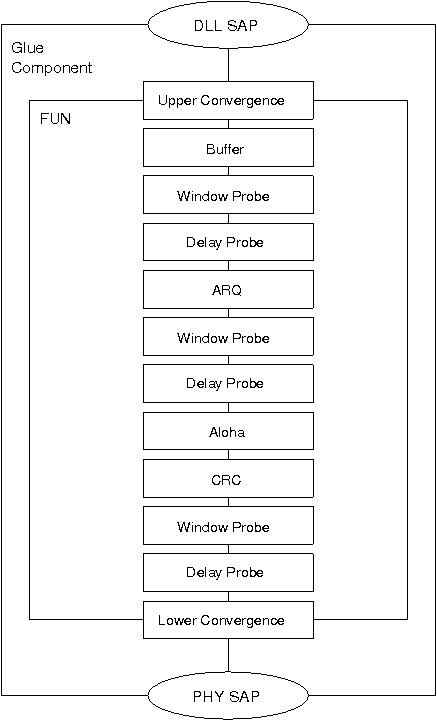 DLL SAP
Glue
Component
Upper Convergence
FUN
Buffer
Window Probe
Delay Probe
ARQ
Window Probe
Delay Probe
Aloha
CRC
Window Probe
Delay Probe
Lower Convergence
PHY SAP